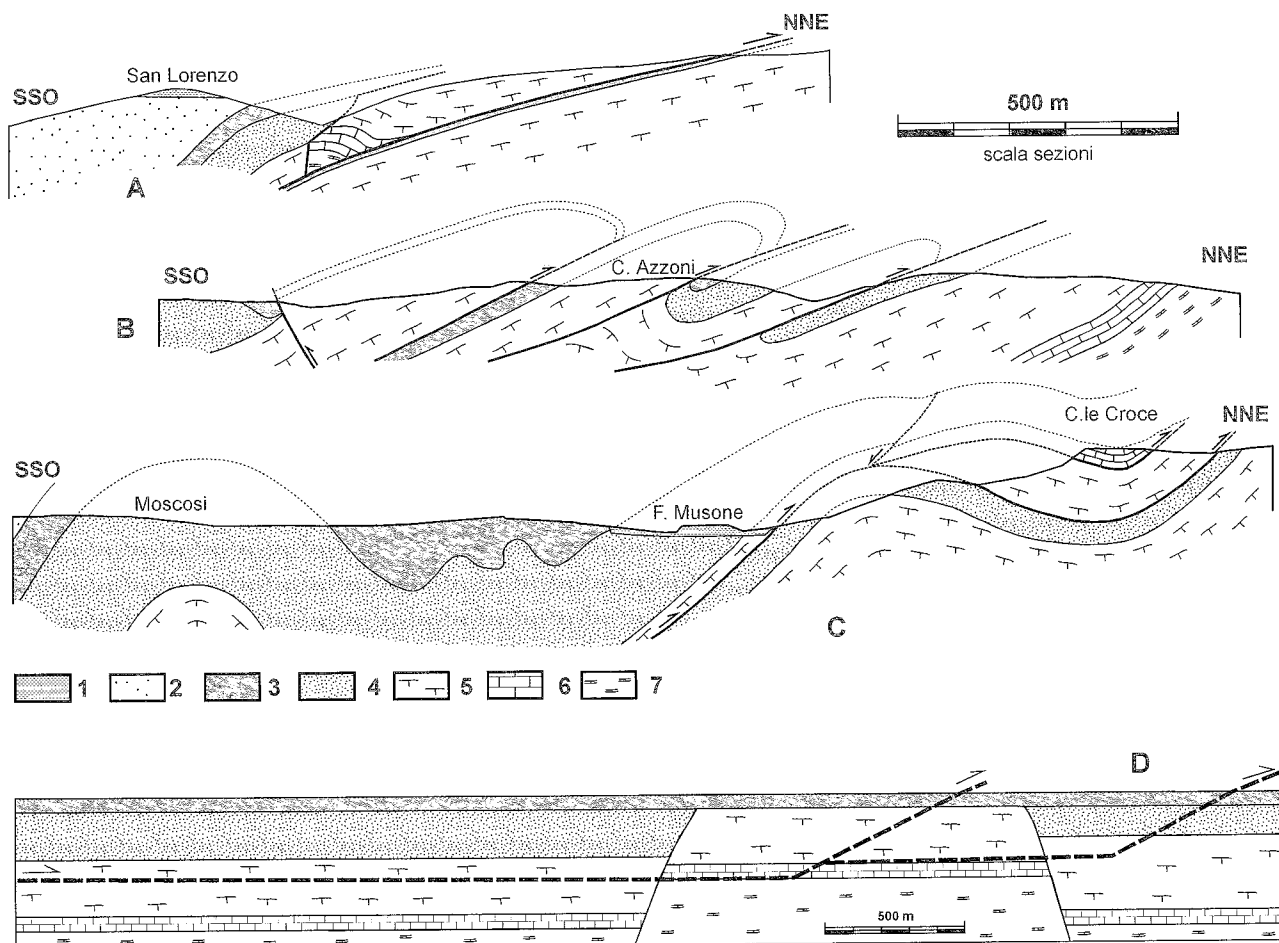 NNE
San Lorenzo
SSO
500 m
scala sezioni
A
SSO
C. Azzoni
NNE
B
C.le Croce
NNE
SSO
Moscosi
F. Musone
C
1 2 3 4 5 6 7
D
500 m